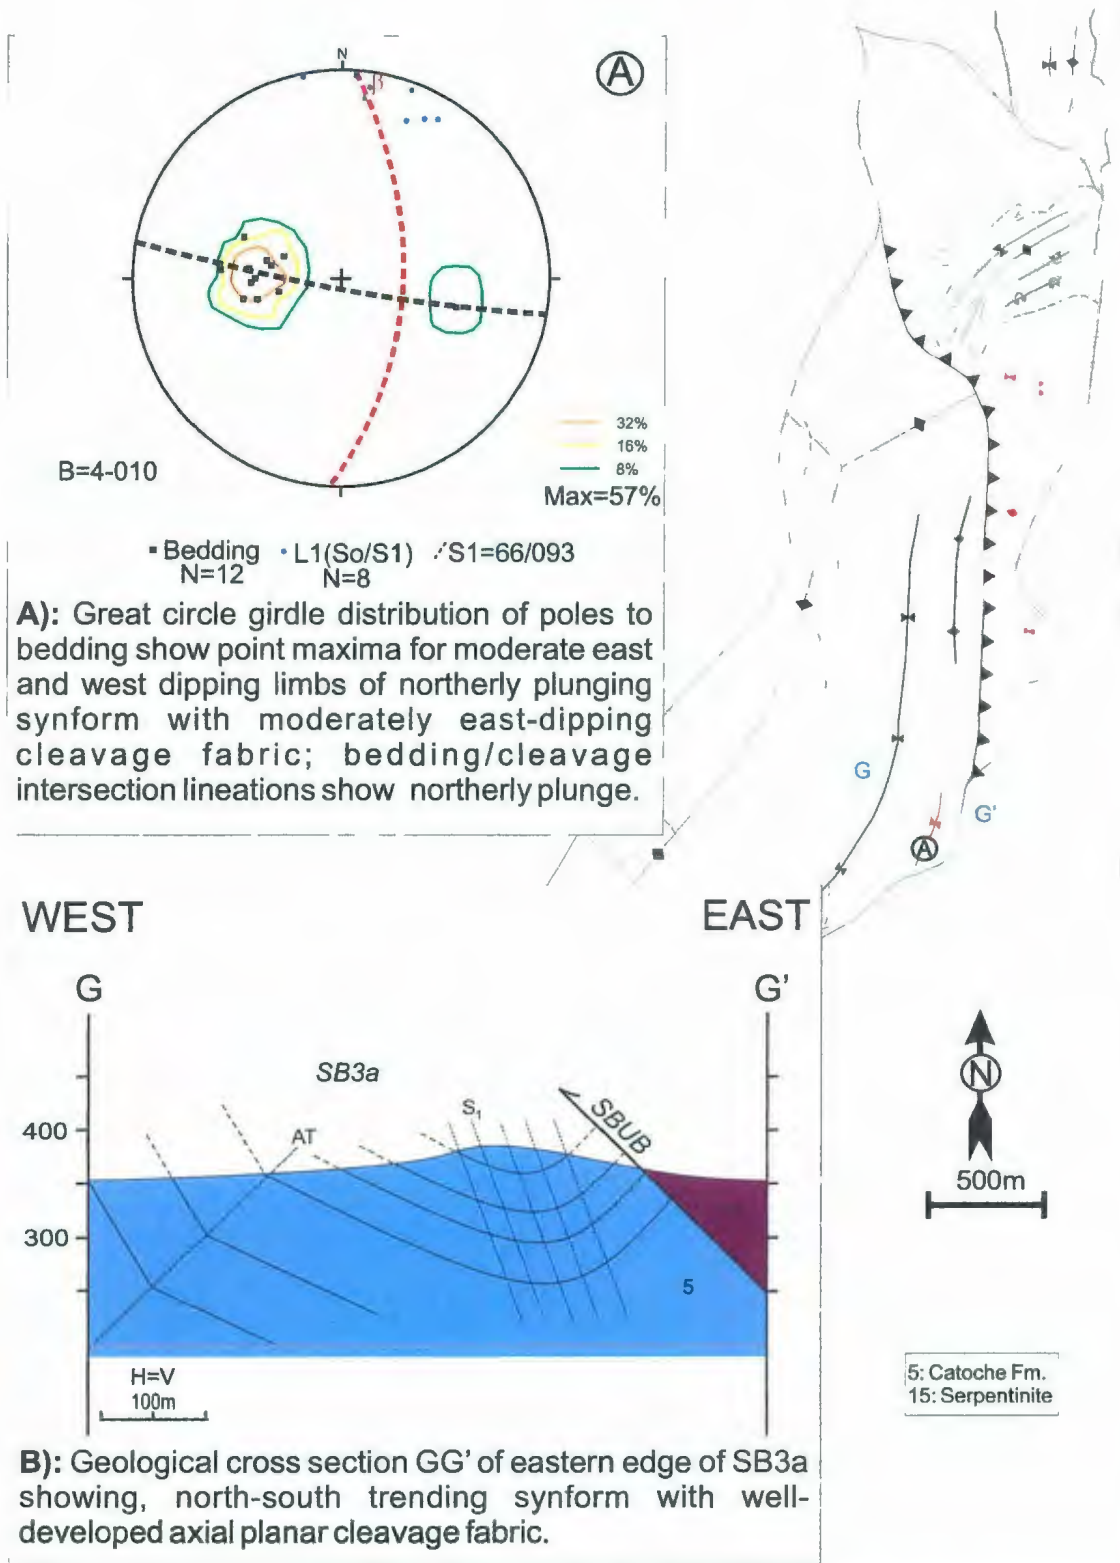 N
A
β
32%
16%
8%
Max=57%
B=4-010
Bedding L1(So/S1) S1=66/093
N=12 N=8
A): Great circle girdle distribution of poles to
bedding show point maxima for moderate east
and west dipping limbs of northerly plunging
synform with moderately east-dipping
cleavage fabric; bedding/cleavage
intersection lineations show northerly plunge.
G
G'
A
WEST EAST
G G'
SB3a
S1
SBUB
AT
400
300
5
H=V
100m
N
500m
5: Catoche Fm.
15: Serpentinite
B): Geological cross section GG' of eastern edge of SB3a
showing, north-south trending synform with well-
developed axial planar cleavage fabric.